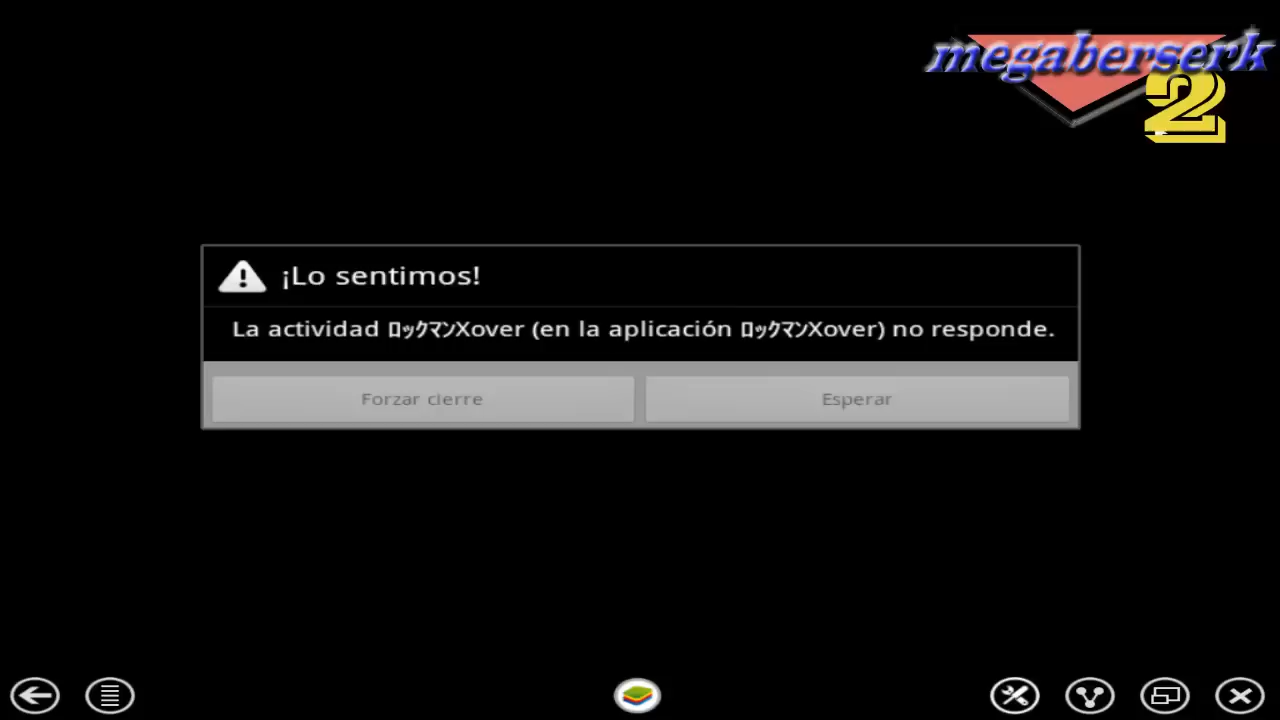 megaberserk
2
¡Lo sentimos!
La actividad ﾛｯｸﾏﾝXover (en la aplicación ﾛｯｸﾏﾝXover) no responde.
Forzar cierre
Esperar